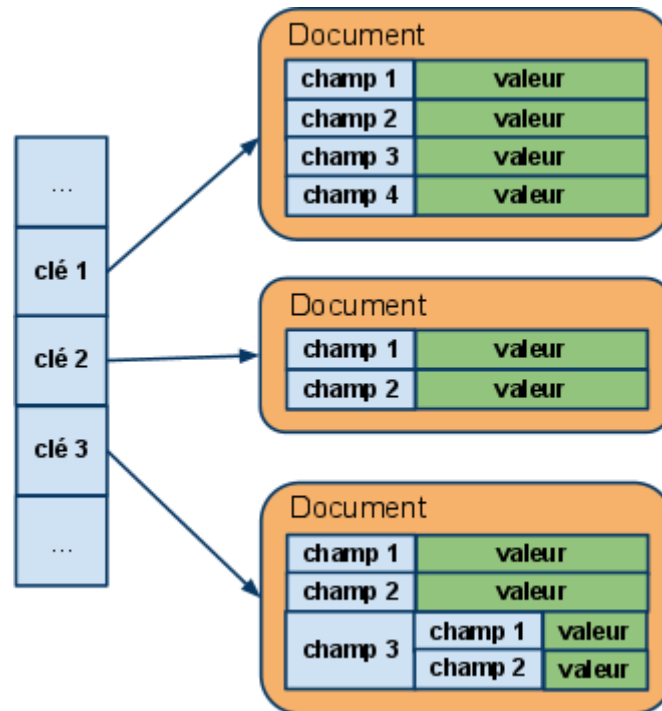 ...
clé 1
clé 2
clé 3
...
Document
champ 1 valeur
champ 2 valeur
champ 3 valeur
champ 4 valeur
Document
champ 1 valeur
champ 2 valeur
Document
champ 1 valeur
champ 2 valeur
champ 3
champ 1 valeur
champ 2 valeur